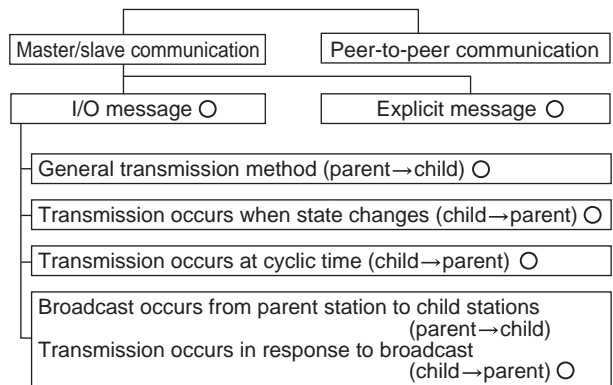 Master/slave communication
Peer-to-peer communication
I/O message ○
Explicit message ○
General transmission method (parent→child) ○
Transmission occurs when state changes (child→parent) ○
Transmission occurs at cyclic time (child→parent) ○
Broadcast occurs from parent station to child stations
(parent→child)
Transmission occurs in response to broadcast
(child→parent) ○